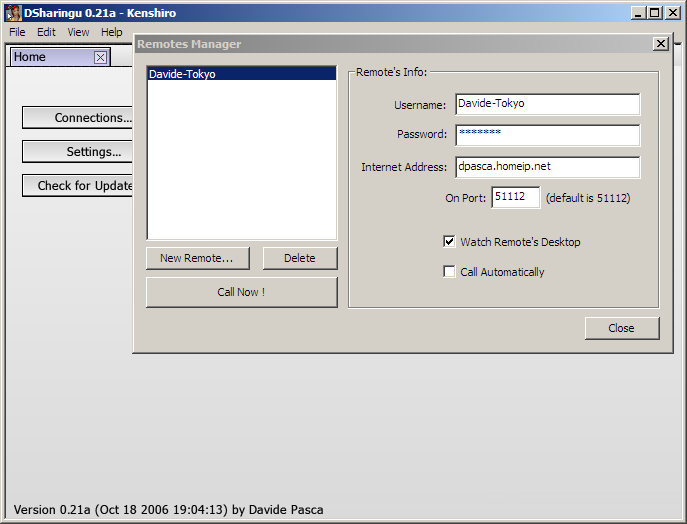 DSharingu 0.21a - Kenshiro
File Edit View Help
Home
Connections...
Settings...
Check for Update
Remotes Manager
Davide-Tokyo
New Remote... Delete
Call Now !
Remote's Info:
Username: Davide-Tokyo
Password: *******
Internet Address: dpasca.homeip.net
On Port: 51112 (default is 51112)
Watch Remote's Desktop
Call Automatically
Close
Version 0.21a (Oct 18 2006 19:04:13) by Davide Pasca